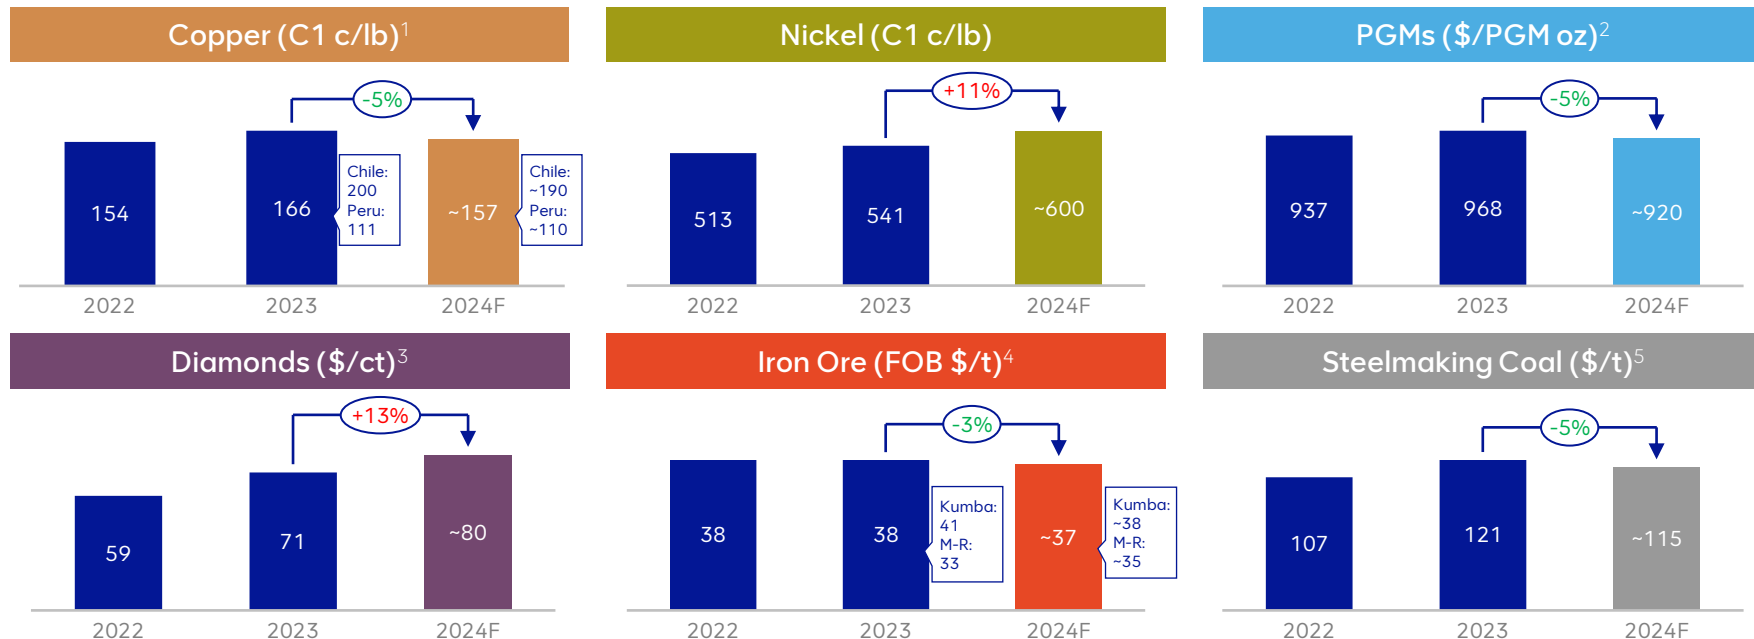 Copper (C1 c/lb)1
-5%
154
166
Chile:
200
Peru:
111
~157
Chile:
~190
Peru:
~110
2022
2023
2024F
Nickel (C1 c/lb)
+11%
513
541
~600
2022
2023
2024F
PGMs ($/PGM oz)2
-5%
937
968
~920
2022
2023
2024F
Diamonds ($/ct)3
+13%
59
71
~80
2022
2023
2024F
Iron Ore (FOB $/t)4
-3%
38
38
Kumba:
41
M-R:
33
~37
Kumba:
~38
M-R:
~35
2022
2023
2024F
Steelmaking Coal ($/t)5
-5%
107
121
~115
2022
2023
2024F